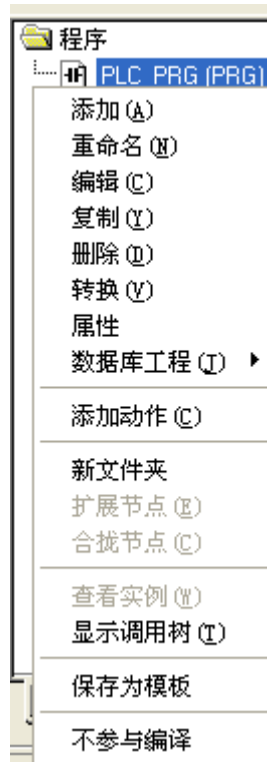 程序
PLC_PRG (PRG)
添加(A)
重命名(N)
编辑(C)
复制(Y)
删除(D)
转换(V)
属性
数据库工程(J)
添加动作(C)
新文件夹
扩展节点(E)
合拢节点(C)
查看实例(W)
显示调用树(T)
保存为模板
不参与编译